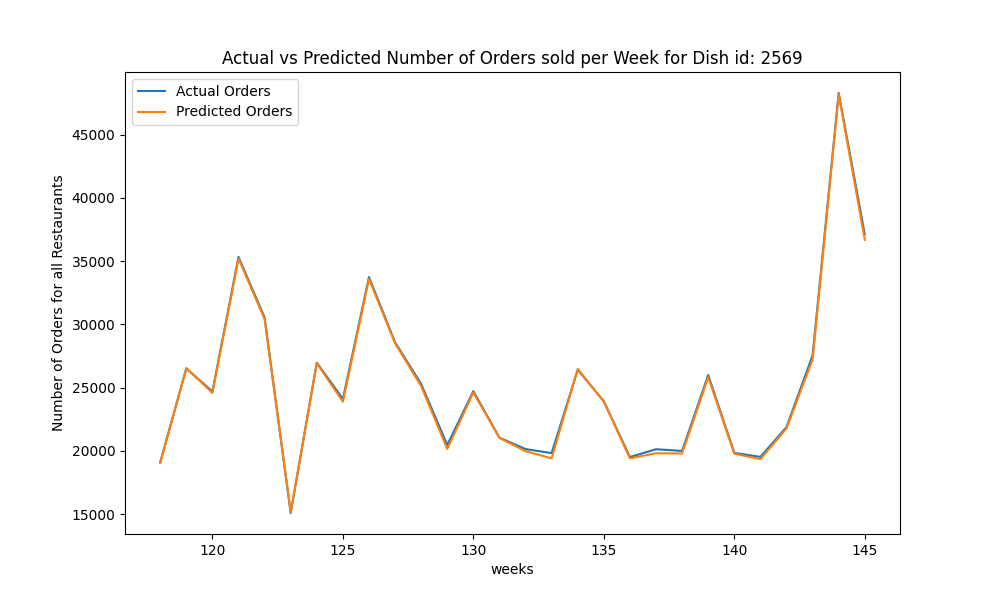 Actual vs Predicted Number of Orders sold per Week for Dish id: 2569
Actual Orders
Predicted Orders
Number of Orders for all Restaurants
45000
40000
35000
30000
25000
20000
15000
120 125 130 135 140 145
weeks